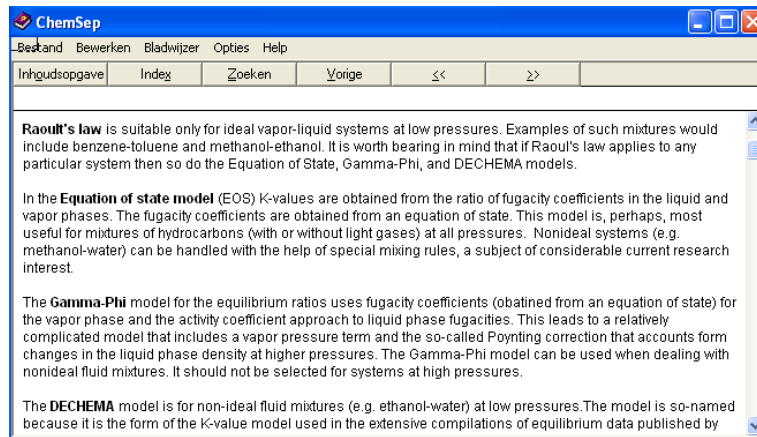 ChemSep
Bestand Bewerken Bladwijzer Opties Help
Inhoudsopgave Index Zoeken Vorige << >>
Raoult's law is suitable only for ideal vapor-liquid systems at low pressures. Examples of such mixtures would
include benzene-toluene and methanol-ethanol. It is worth bearing in mind that if Raoul's law applies to any
particular system then so do the Equation of State, Gamma-Phi, and DECHEMA models.
In the Equation of state model (EOS) K-values are obtained from the ratio of fugacity coefficients in the liquid and
vapor phases. The fugacity coefficients are obtained from an equation of state. This model is, perhaps, most
useful for mixtures of hydrocarbons (with or without light gases) at all pressures. Nonideal systems (e.g.
methanol-water) can be handled with the help of special mixing rules, a subject of considerable current research
interest.
The Gamma-Phi model for the equilibrium ratios uses fugacity coefficients (obatined from an equation of state) for
the vapor phase and the activity coefficient approach to liquid phase fugacities. This leads to a relatively
complicated model that includes a vapor pressure term and the so-called Poynting correction that accounts form
changes in the liquid phase density at higher pressures. The Gamma-Phi model can be used when dealing with
nonideal fluid mixtures. It should not be selected for systems at high pressures.
The DECHEMA model is for non-ideal fluid mixtures (e.g. ethanol-water) at low pressures.The model is so-named
because it is the form of the K-value model used in the extensive compilations of equilibrium data published by